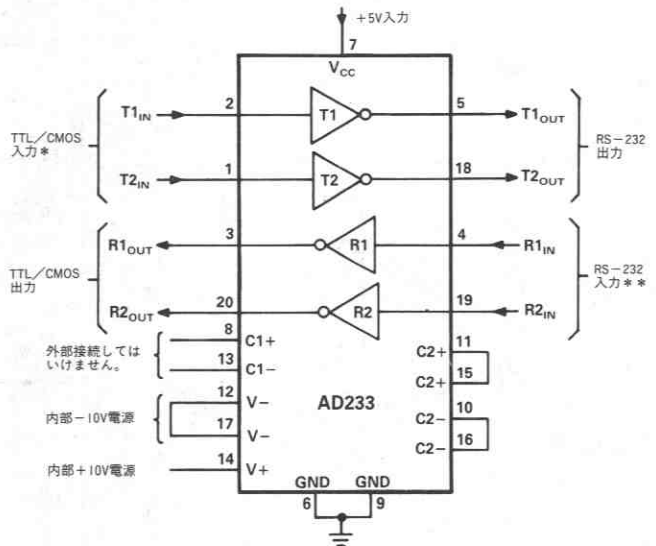 +5V入力
7
VCC
TTL/CMOS
入力*
T1IN
2
T1
5
T1OUT
RS-232
出力
T2IN
1
T2
18
T2OUT
TTL/CMOS
出力
R1OUT
3
R1
4
R1IN
RS-232
入力**
R2OUT
20
R2
19
R2IN
外部接続しては
いけません。
8
C1+
13
C1-
内部-10V電源
12
V-
17
V-
内部+10V電源
14
V+
AD233
11
C2+
15
C2+
10
C2-
16
C2-
GND
GND
6
9